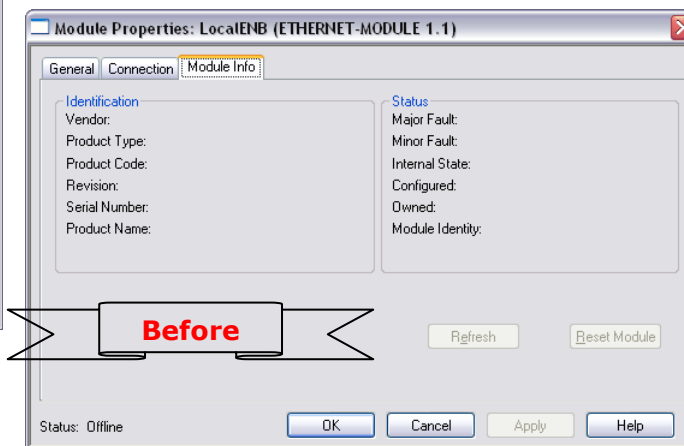 Module Properties: LocalENB (ETHERNET-MODULE 1.1)
General Connection Module Info
Identification
Vendor:
Product Type:
Product Code:
Revision:
Serial Number:
Product Name:
Status
Major Fault:
Minor Fault:
Internal State:
Configured:
Owned:
Module Identity:
Before
Refresh Reset Module
Status: Offline OK Cancel Apply Help